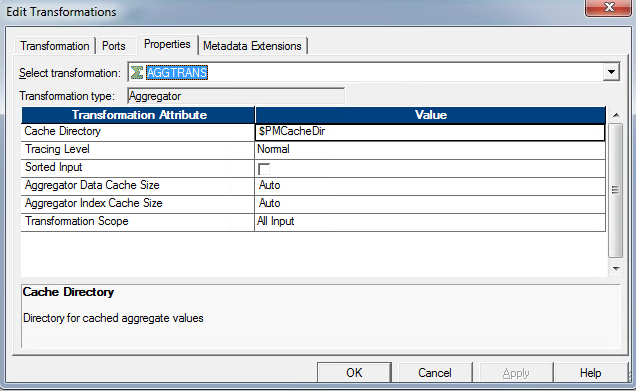 Edit Transformations
x
Transformation Ports Properties Metadata Extensions
Select transformation: Σ AGGTRANS
Transformation type: Aggregator
Transformation Attribute Value
Cache Directory $PMCacheDir
Tracing Level Normal
Sorted Input
Aggregator Data Cache Size Auto
Aggregator Index Cache Size Auto
Transformation Scope All Input
Cache Directory
Directory for cached aggregate values
OK Cancel Apply Help